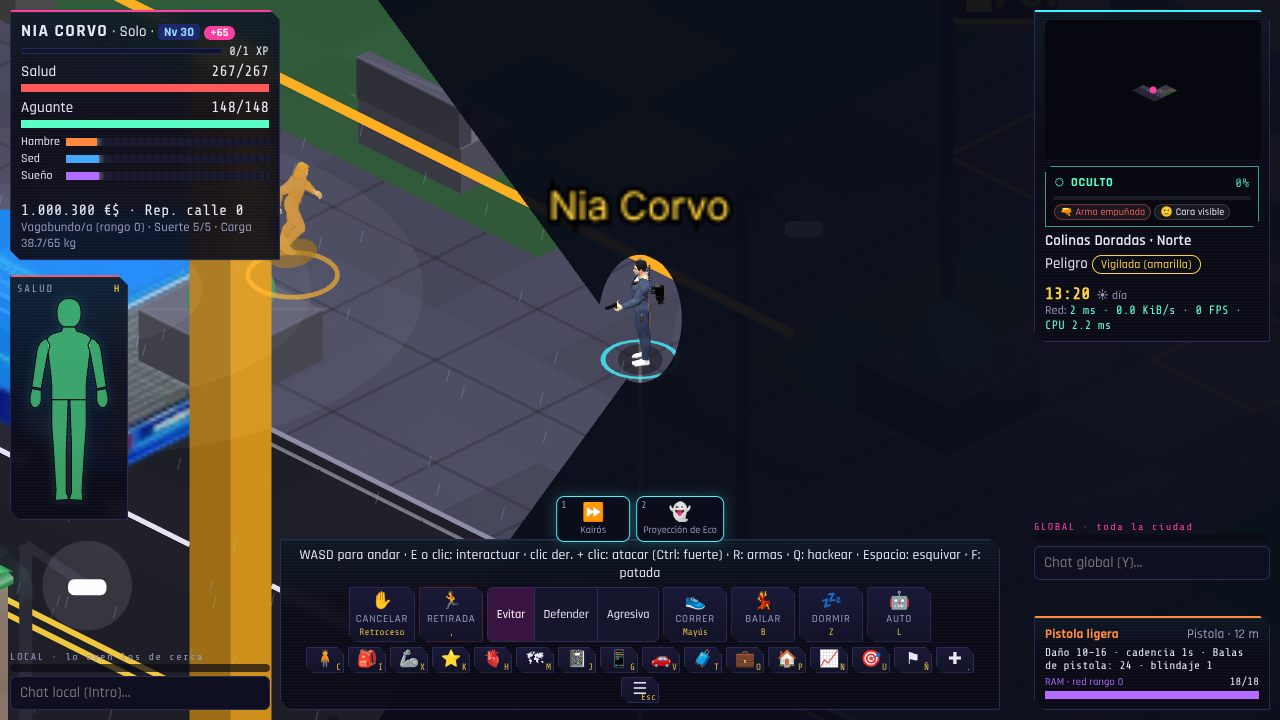 NIA CORVO · Solo · Nv 30 +65
0/1 XP
Salud 267/267
Aguante 148/148
Hambre
Sed
Sueño
1.000.300 €$ · Rep. calle 0
Vagabundo/a (rango 0) · Suerte 5/5 · Carga
38.7/65 kg
SALUD H
Nia Corvo
OCULTO 0%
Arma empuñada Cara visible
Colinas Doradas · Norte
Peligro Vigilada (amarilla)
13:20 día
Red: 2 ms · 0.0 KiB/s · 0 FPS ·
CPU 2.2 ms
1 Kairós
2 Proyección de Eco
WASD para andar · E o clic: interactuar · clic der. + clic: atacar (Ctrl: fuerte) · R: armas · Q: hackear · Espacio: esquivar · F:
patada
CANCELAR Retroceso
RETIRADA ,
Evitar Defender Agresiva
CORRER Mayús
BAILAR B
DORMIR Z
AUTO L
C I X K H M J G V T O P N U Ñ .
Esc
LOCAL · lo oyen los de cerca
Chat local (Intro)...
GLOBAL · toda la ciudad
Chat global (Y)...
Pistola ligera Pistola · 12 m
Daño 10–16 · cadencia 1s · Balas
de pistola: 24 · blindaje 1
RAM · red rango 0 18/18